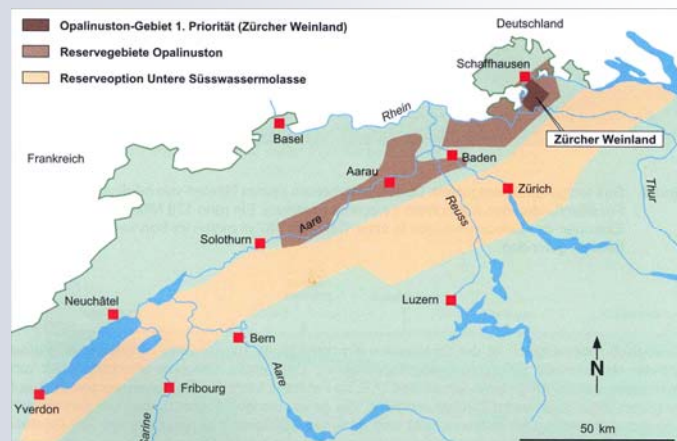 Opalinuston-Gebiet 1. Priorität (Zürcher Weinland)
Reservegebiete Opalinuston
Reserveoption Untere Süsswassermolasse
Deutschland
Schaffhausen
Rhein
Basel
Zürcher Weinland
Frankreich
Baden
Aarau
Zürich
Thur
Aare
Reuss
Solothurn
Neuchâtel
Luzern
Bern
N
Aare
Fribourg
Yverdon
Sarine
50 km